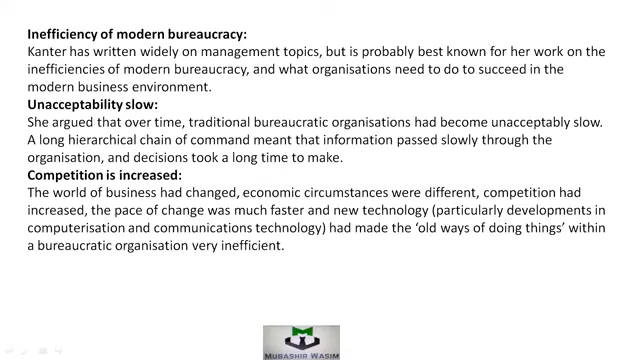 Inefficiency of modern bureaucracy:
Kanter has written widely on management topics, but is probably best known for her work on the
inefficiencies of modern bureaucracy, and what organisations need to do to succeed in the
modern business environment.
Unacceptability slow:
She argued that over time, traditional bureaucratic organisations had become unacceptably slow.
A long hierarchical chain of command meant that information passed slowly through the
organisation, and decisions took a long time to make.
Competition is increased:
The world of business had changed, economic circumstances were different, competition had
increased, the pace of change was much faster and new technology (particularly developments in
computerisation and communications technology) had made the ‘old ways of doing things’ within
a bureaucratic organisation very inefficient.
MUBASHIR WASIM